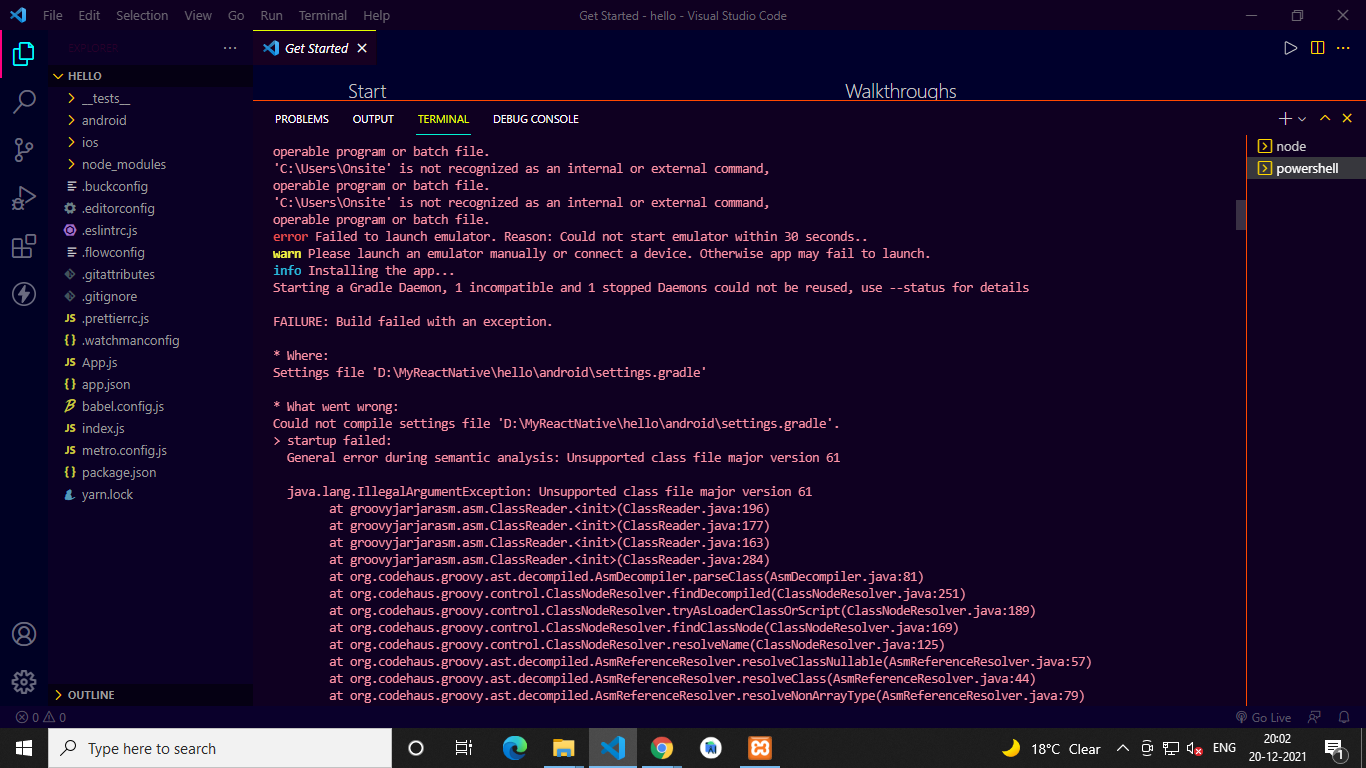 File Edit Selection View Go Run Terminal Help
Get Started - hello - Visual Studio Code
EXPLORER
Get Started
HELLO
__tests__
android
ios
node_modules
.buckconfig
.editorconfig
.eslintrc.js
.flowconfig
.gitattributes
.gitignore
.prettierrc.js
.watchmanconfig
App.js
app.json
babel.config.js
index.js
metro.config.js
package.json
yarn.lock
OUTLINE
Start
Walkthroughs
PROBLEMS OUTPUT TERMINAL DEBUG CONSOLE
operable program or batch file.
'C:\Users\Onsite' is not recognized as an internal or external command,
operable program or batch file.
'C:\Users\Onsite' is not recognized as an internal or external command,
operable program or batch file.
error Failed to launch emulator. Reason: Could not start emulator within 30 seconds..
warn Please launch an emulator manually or connect a device. Otherwise app may fail to launch.
info Installing the app...
Starting a Gradle Daemon, 1 incompatible and 1 stopped Daemons could not be reused, use --status for details
FAILURE: Build failed with an exception.
* Where:
Settings file 'D:\MyReactNative\hello\android\settings.gradle'
* What went wrong:
Could not compile settings file 'D:\MyReactNative\hello\android\settings.gradle'.
> startup failed:
General error during semantic analysis: Unsupported class file major version 61
java.lang.IllegalArgumentException: Unsupported class file major version 61
at groovyjarjarasm.asm.ClassReader.<init>(ClassReader.java:196)
at groovyjarjarasm.asm.ClassReader.<init>(ClassReader.java:177)
at groovyjarjarasm.asm.ClassReader.<init>(ClassReader.java:163)
at groovyjarjarasm.asm.ClassReader.<init>(ClassReader.java:284)
at org.codehaus.groovy.ast.decompiled.AsmDecompiler.parseClass(AsmDecompiler.java:81)
at org.codehaus.groovy.control.ClassNodeResolver.findDecompiled(ClassNodeResolver.java:251)
at org.codehaus.groovy.control.ClassNodeResolver.tryAsLoaderClassOrScript(ClassNodeResolver.java:189)
at org.codehaus.groovy.control.ClassNodeResolver.findClassNode(ClassNodeResolver.java:169)
at org.codehaus.groovy.control.ClassNodeResolver.resolveName(ClassNodeResolver.java:125)
at org.codehaus.groovy.ast.decompiled.AsmReferenceResolver.resolveClassNullable(AsmReferenceResolver.java:57)
at org.codehaus.groovy.ast.decompiled.AsmReferenceResolver.resolveClass(AsmReferenceResolver.java:44)
at org.codehaus.groovy.ast.decompiled.AsmReferenceResolver.resolveNonArrayType(AsmReferenceResolver.java:79)
node
powershell
0 0
Go Live
Type here to search
18°C Clear
ENG
20:02
20-12-2021
1